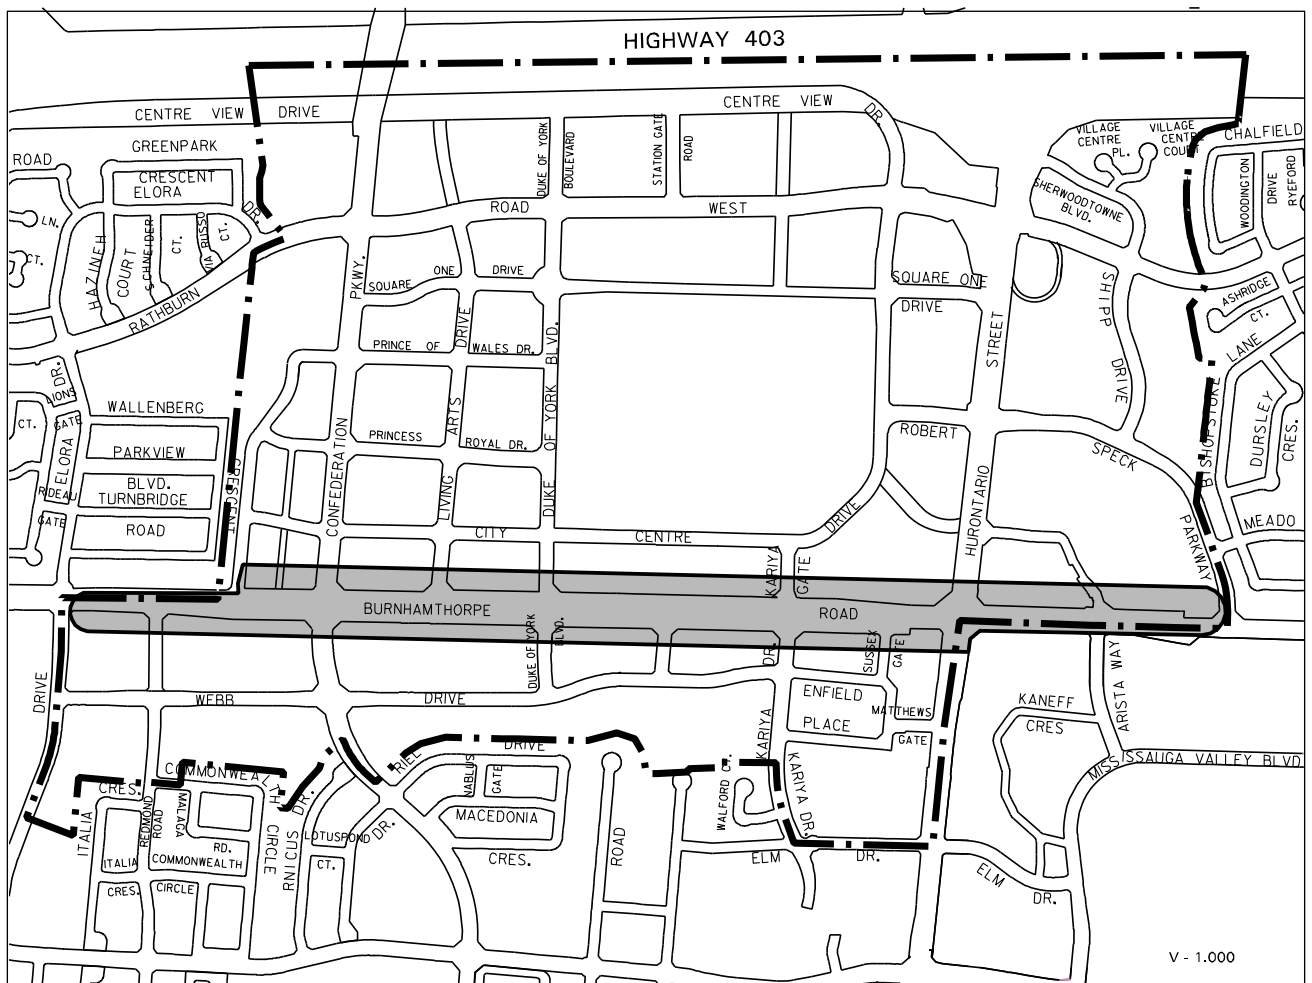 HIGHWAY 403
CENTRE VIEW DRIVE
CENTRE VIEW
DR.
GREENPARK
ROAD
CRESCENT
ELORA
DR.
LN.
CT.
HAZINEH
COURT
SCHNEIDER
CT.
VIA RUSSO
CT.
RATHBURN
ROAD
WEST
DUKE OF YORK
BOULEVARD
STATION GATE
ROAD
VILLAGE
CENTRE
PL.
VILLAGE
CENTRE
COURT
CHALFIELD
WOODINGTON
DRIVE
RYEFORD
SHERWOODTOWNE
BLVD.
PKWY.
SQUARE
ONE
DRIVE
SQUARE ONE
DRIVE
SHIPP
DRIVE
ASHRIDGE
CT.
LANE
STREET
PRINCE OF
WALES DR.
DRIVE
DUKE OF YORK BLVD.
BISHOPSTOKE
DURSLEY
CRES.
LIONS
GATE
DR.
CT.
ELORA
WALLENBERG
CRESCENT
PARKVIEW
BLVD.
TURNBRIDGE
ROAD
RIDEAU
GATE
CONFEDERATION
PRINCESS
ROYAL DR.
ARTS
LIVING
ROBERT
SPECK
PARKWAY
MEADO
CITY
CENTRE
DRIVE
HURONTARIO
KARIYA
GATE
BURNHAMTHORPE
ROAD
DUKE OF YORK
BLVD.
DR.
SUSSEX
GATE
DRIVE
WEBB
DRIVE
ENFIELD
PLACE
MATTHEWS
GATE
KANEFF
CRES
ARISTA WAY
MISSISSAUGA VALLEY BLVD.
KARIYA
KARIYA DR.
COMMONWEALTH
CIRCLE
CRES.
ITALIA
REDMOND
ROAD
MALAGA
RD.
ITALIA
CRES.
COMMONWEALTH
CIRCLE
DR.
LOTUSPOND
CT.
DR.
RIEL
DRIVE
NABLUS
GATE
MACEDONIA
CRES.
ROAD
WALFORD CT.
ELM
DR.
ELM
DR.
V - 1.000